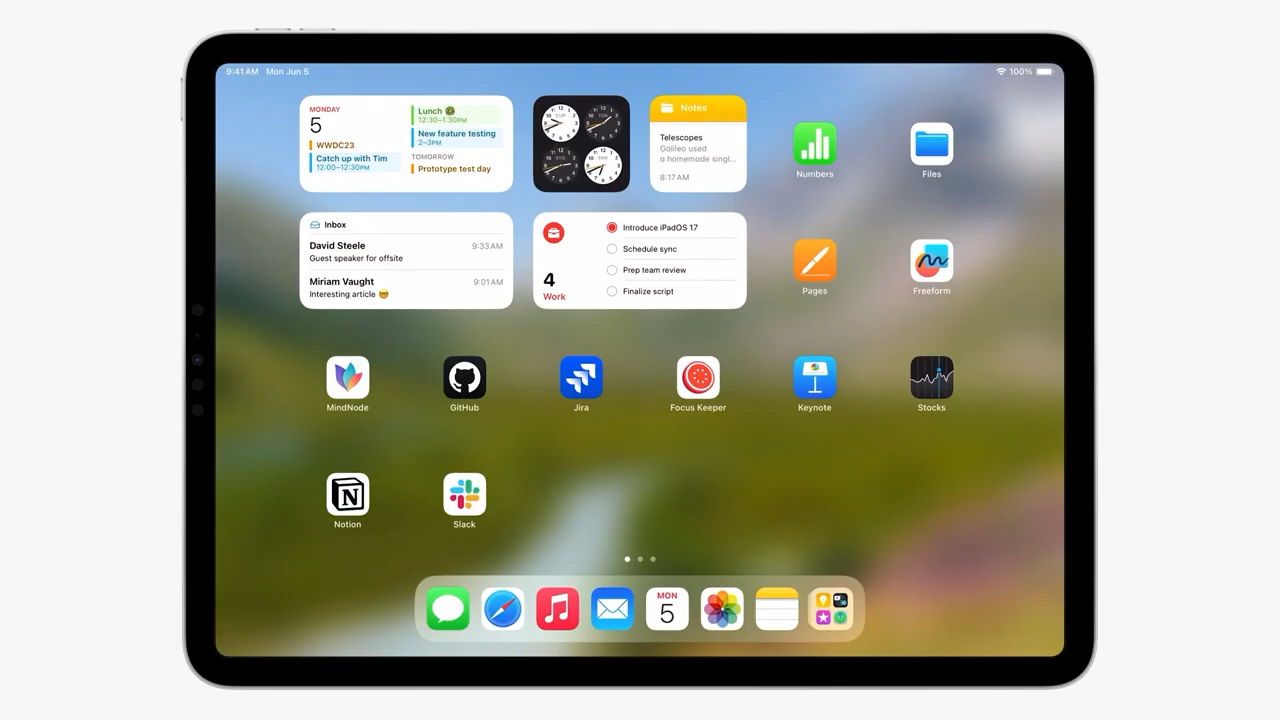 9:41 AM Mon Jun 5
100%
MONDAY
5
WWDC23
Catch up with Tim
12:00–12:30PM
Lunch
12:30–1:30PM
New feature testing
2–3PM
TOMORROW
Prototype test day
CUP
Notes
Telescopes
Galileo used
a homemade singl...
8:17 AM
Numbers
Files
Inbox
David Steele 9:33 AM
Guest speaker for offsite
Miriam Vaught 9:01 AM
Interesting article
4
Work
Introduce iPadOS 17
Schedule sync
Prep team review
Finalize script
Pages
Freeform
MindNode
GitHub
Jira
Focus Keeper
Keynote
Stocks
N
Notion
Slack
MON
5